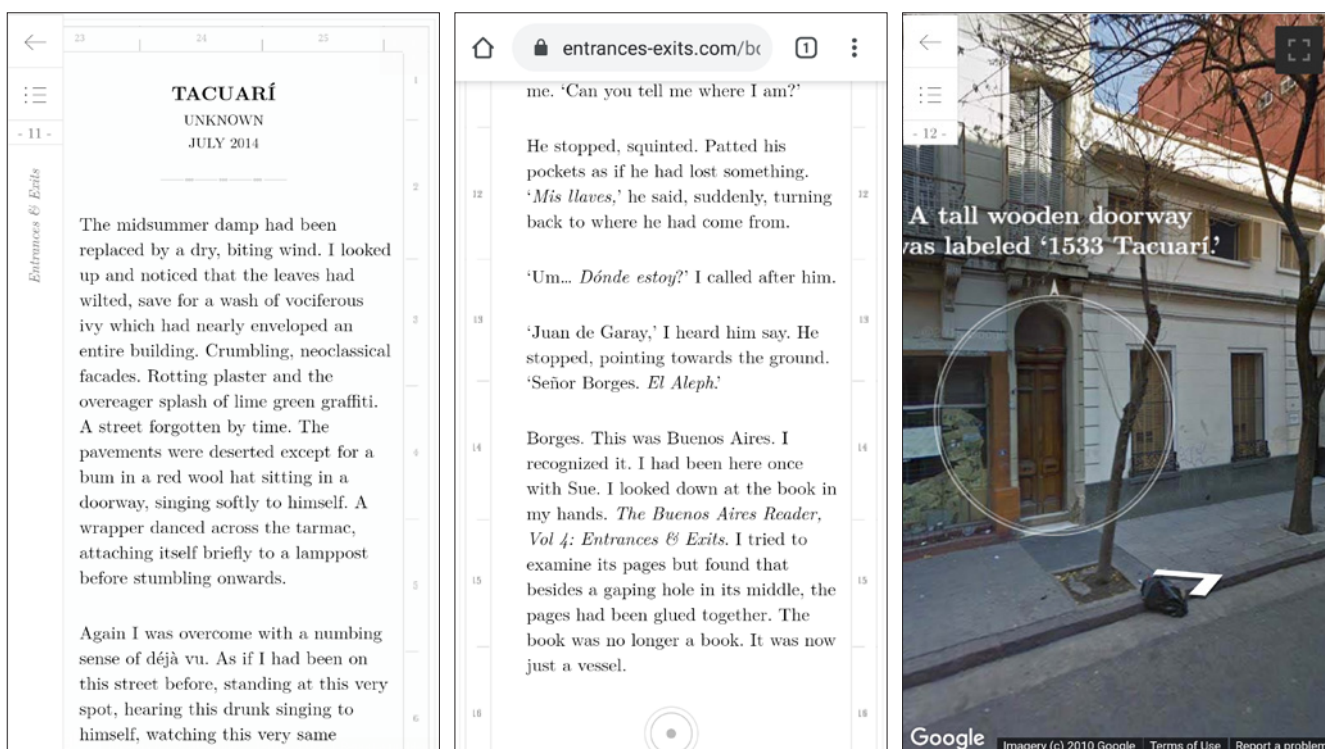 23
24
25
- 11 -
Entrances & Exits
TACUARÍ
UNKNOWN
JULY 2014
The midsummer damp had been
replaced by a dry, biting wind. I looked
up and noticed that the leaves had
wilted, save for a wash of vociferous
ivy which had nearly enveloped an
entire building. Crumbling, neoclassical
facades. Rotting plaster and the
overeager splash of lime green graffiti.
A street forgotten by time. The
pavements were deserted except for a
bum in a red wool hat sitting in a
doorway, singing softly to himself. A
wrapper danced across the tarmac,
attaching itself briefly to a lamppost
before stumbling onwards.
Again I was overcome with a numbing
sense of déjà vu. As if I had been on
this street before, standing at this very
spot, hearing this drunk singing to
himself, watching this very same
1
2
3
4
5
6
entrances-exits.com/bo
1
me. ‘Can you tell me where I am?’
He stopped, squinted. Patted his
pockets as if he had lost something.
‘Mis llaves,’ he said, suddenly, turning
back to where he had come from.
‘Um… Dónde estoy?’ I called after him.
‘Juan de Garay,’ I heard him say. He
stopped, pointing towards the ground.
‘Señor Borges. El Aleph.’
Borges. This was Buenos Aires. I
recognized it. I had been here once
with Sue. I looked down at the book in
my hands. The Buenos Aires Reader,
Vol 4: Entrances & Exits. I tried to
examine its pages but found that
besides a gaping hole in its middle, the
pages had been glued together. The
book was no longer a book. It was now
just a vessel.
12
13
14
15
16
12
13
14
15
16
- 12 -
A tall wooden doorway
was labeled ‘1533 Tacuarí.’
Google
Imagery (c) 2010 Google
Terms of Use
Report a problem